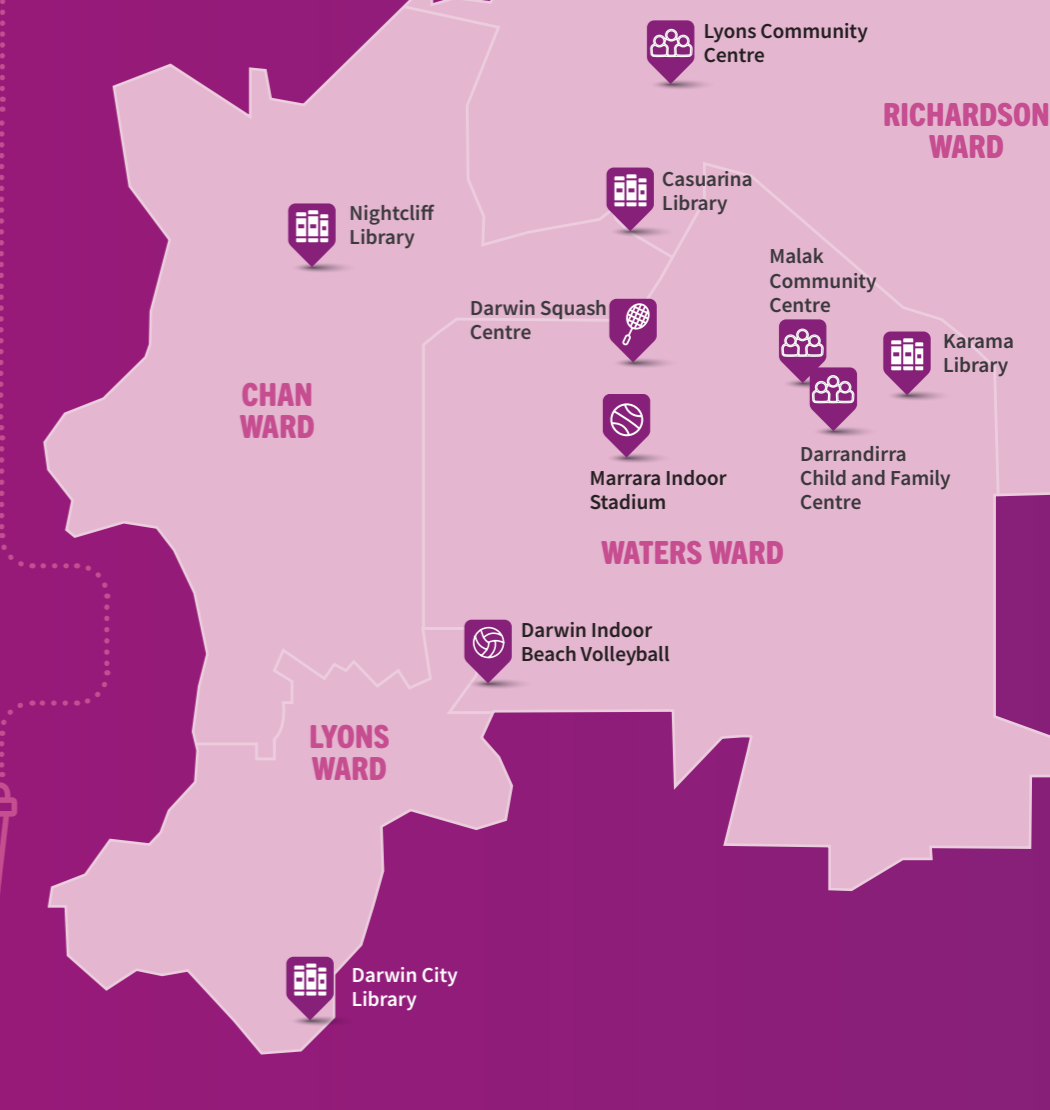 Lyons Community
Centre
RICHARDSON
WARD
Casuarina
Library
Nightcliff
Library
Malak
Community
Centre
Darwin Squash
Centre
Karama
Library
CHAN
WARD
Darrandirra
Child and Family
Centre
Marrara Indoor
Stadium
WATERS WARD
Darwin Indoor
Beach Volleyball
LYONS
WARD
Darwin City
Library